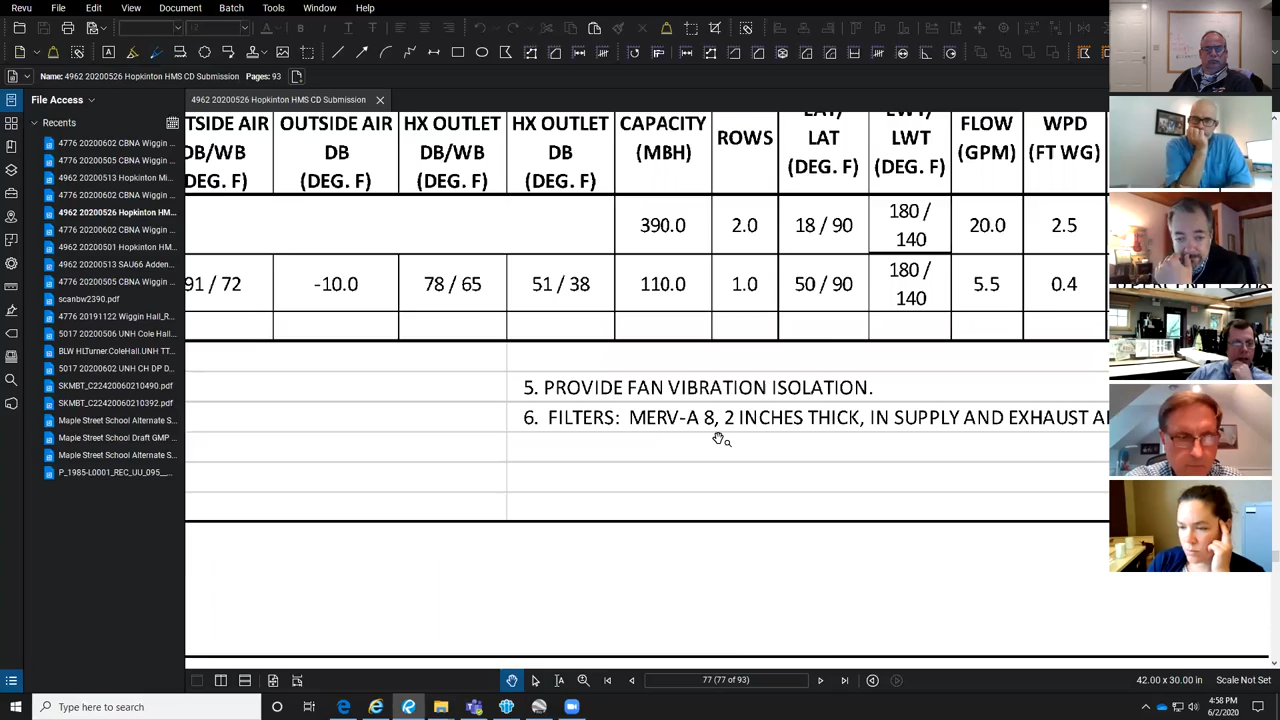 Revu File Edit View Document Batch Tools Window Help
Name: 4962 20200526 Hopkinton HMS CD Submission Pages: 93
File Access
4962 20200526 Hopkinton HMS CD Submission
Recents
4776 20200602 CBNA Wiggin ...
4776 20200505 CBNA Wiggin ...
4962 20200513 Hopkinton Mi...
4776 20200602 CBNA Wiggin ...
4962 20200526 Hopkinton HM...
4776 20200602 CBNA Wiggin ...
4962 20200501 Hopkinton HM...
4962 20200513 SAU66 Adden...
4776 20200505 CBNA Wiggin ...
scanbw2390.pdf
4776 20191122 Wiggin Hall_R...
5017 20200506 UNH Cole Hall...
BLW HLTurner.ColeHall.UNH TT...
5017 20200602 UNH CH DP D...
SKMBT_C22420060210490.pdf
SKMBT_C22420060210392.pdf
Maple Street School Alternate S...
Maple Street School Draft GMP ...
Maple Street School Alternate S...
P_1985-L0001_REC_UU_095__...
TSIDE AIR
DB/WB
DEG. F)
OUTSIDE AIR
DB
(DEG. F)
HX OUTLET
DB/WB
(DEG. F)
HX OUTLET
DB
(DEG. F)
CAPACITY
(MBH)
ROWS
EAT/
LAT
(DEG. F)
EWT/
LWT
(DEG. F)
FLOW
(GPM)
WPD
(FT WG)
390.0 2.0 18 / 90 180 / 140 20.0 2.5
91 / 72 -10.0 78 / 65 51 / 38 110.0 1.0 50 / 90 180 / 140 5.5 0.4
5. PROVIDE FAN VIBRATION ISOLATION.
6. FILTERS: MERV-A 8, 2 INCHES THICK, IN SUPPLY AND EXHAUST AI
77 (77 of 93)
42.00 x 30.00 in
Scale Not Set
Type here to search
4:58 PM
6/2/2020